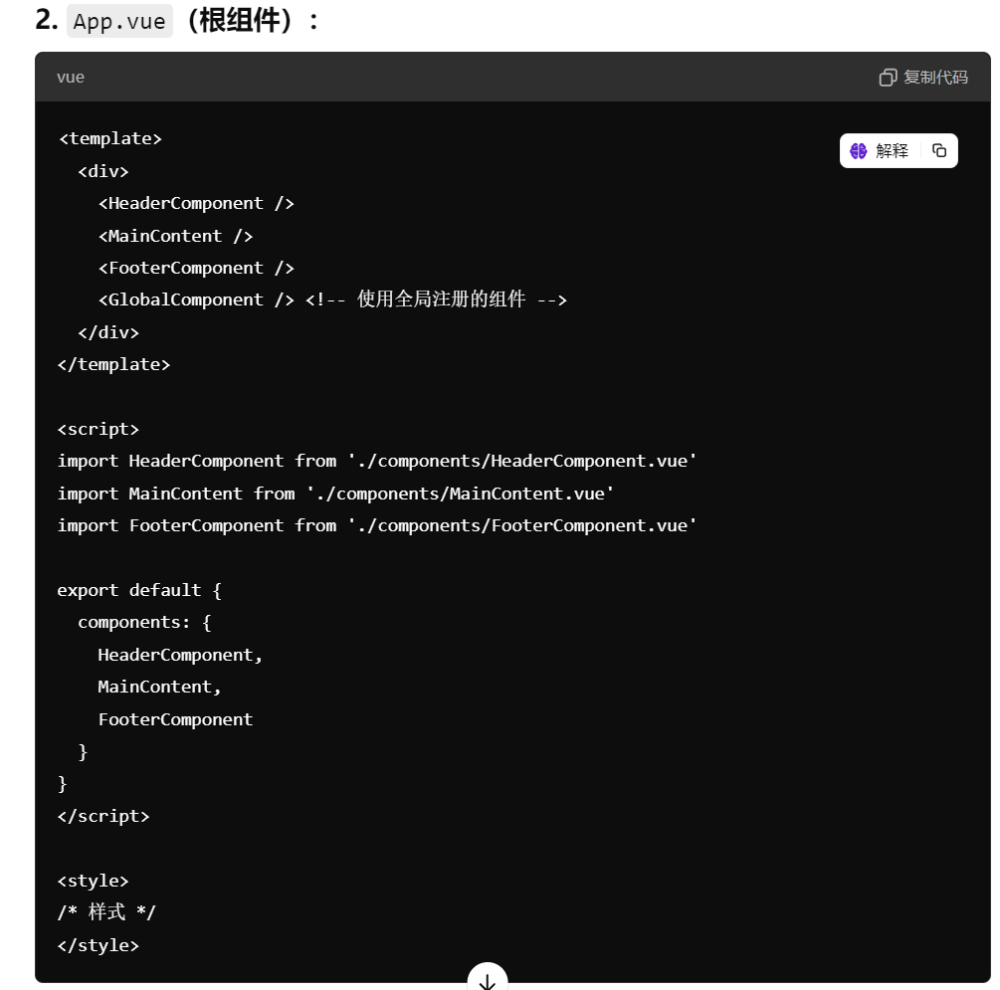 2. App.vue（根组件）:
vue 复制代码
<template>
解释
<div>
<HeaderComponent />
<MainContent />
<FooterComponent />
<GlobalComponent /> <!-- 使用全局注册的组件 -->
</div>
</template>
<script>
import HeaderComponent from './components/HeaderComponent.vue'
import MainContent from './components/MainContent.vue'
import FooterComponent from './components/FooterComponent.vue'
export default {
components: {
HeaderComponent,
MainContent,
FooterComponent
}
}
</script>
<style>
/* 样式 */
</style>